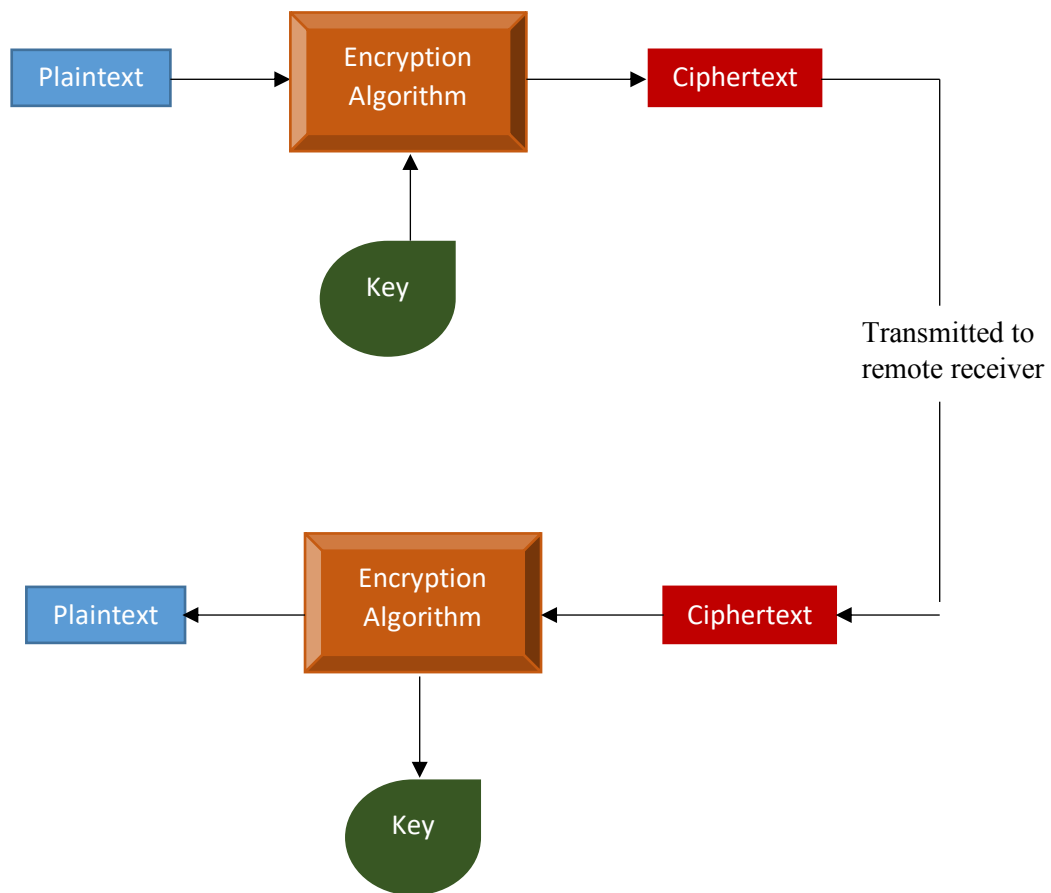 Plaintext
Encryption
Algorithm
Ciphertext
Key
Transmitted to
remote receiver
Plaintext
Encryption
Algorithm
Ciphertext
Key